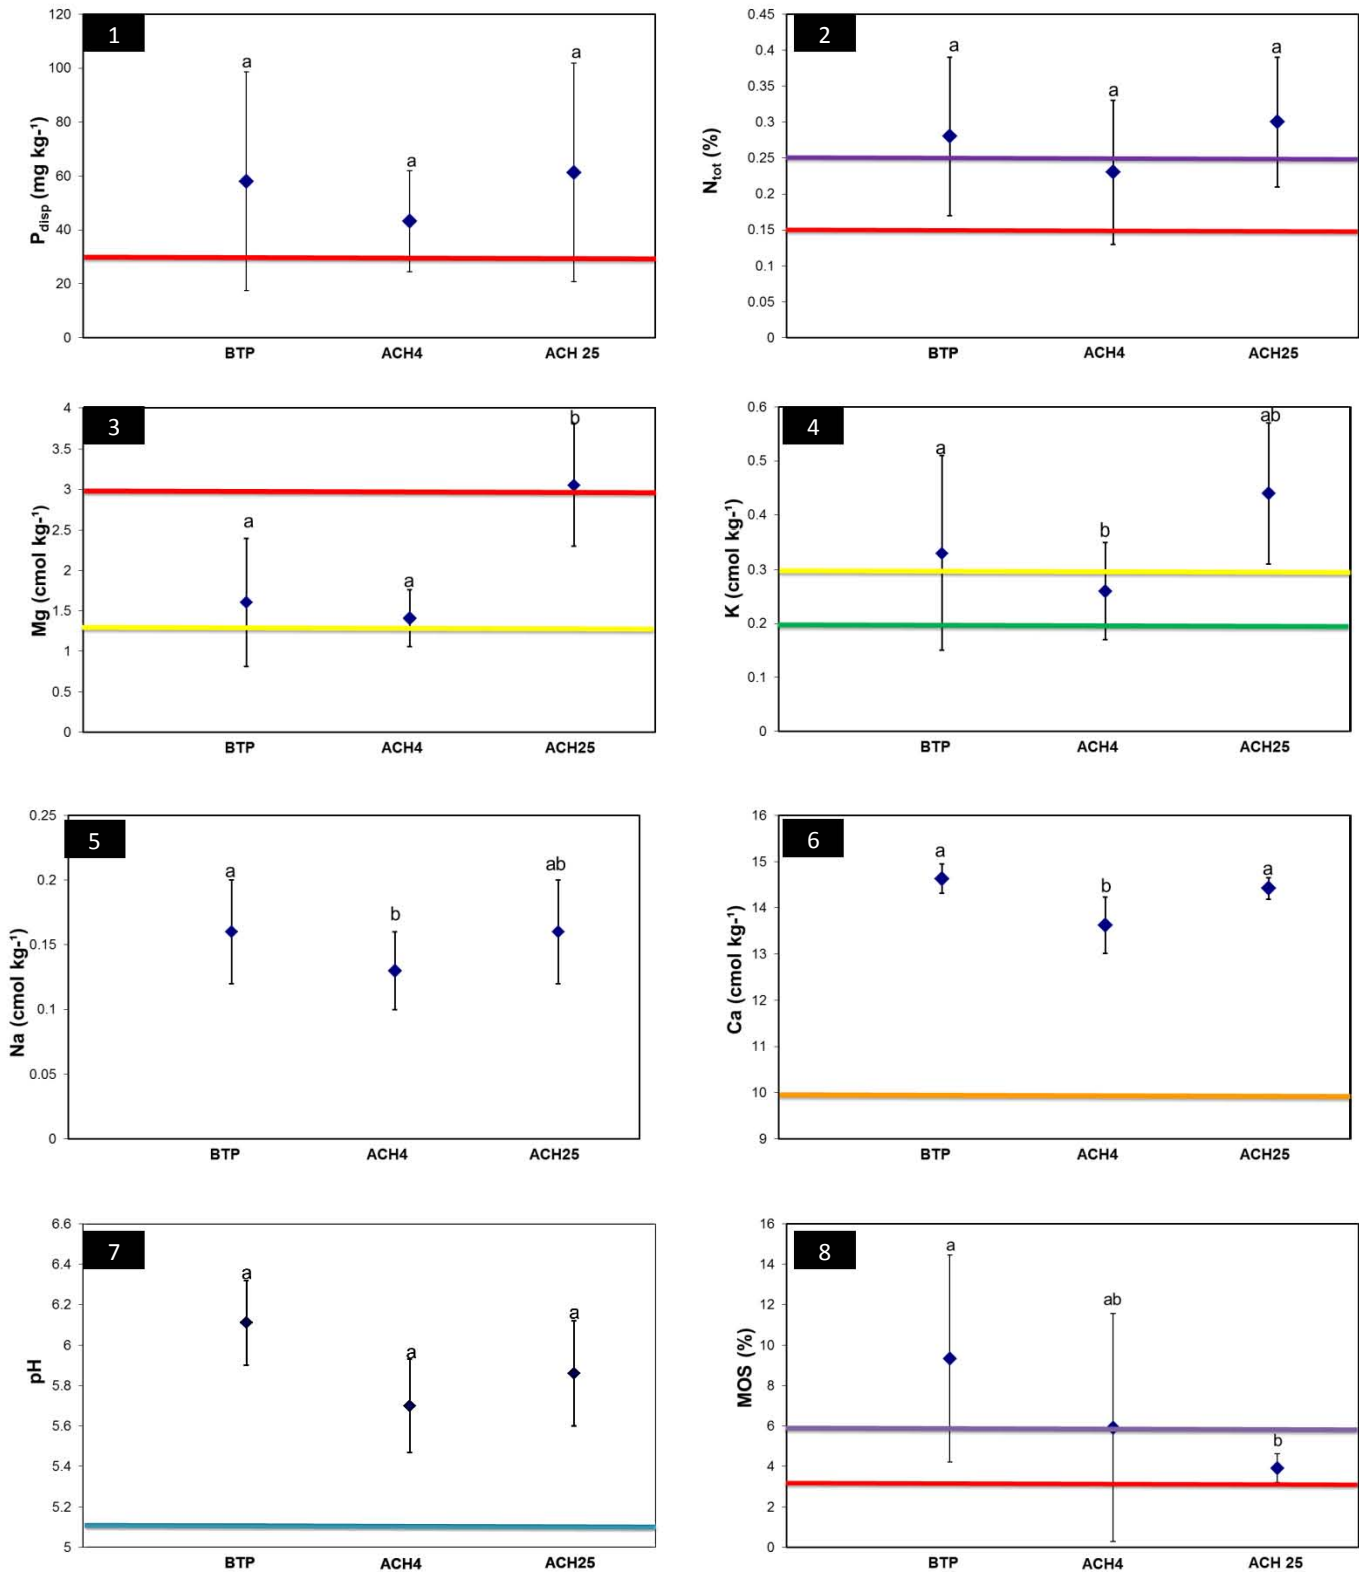 1
P_disp (mg kg-¹)
120
100
80
60
40
20
0
a
a
a
BTP
ACH4
ACH 25
2
N_tot (%)
0.45
0.4
0.35
0.3
0.25
0.2
0.15
0.1
0.05
0
a
a
a
BTP
ACH4
ACH25
3
Mg (cmol kg-¹)
4
3.5
3
2.5
2
1.5
1
0.5
0
a
a
b
BTP
ACH4
ACH25
4
K (cmol kg-¹)
0.6
0.5
0.4
0.3
0.2
0.1
0
a
b
ab
BTP
ACH4
ACH25
5
Na (cmol kg-¹)
0.25
0.2
0.15
0.1
0.05
0
a
b
ab
BTP
ACH4
ACH25
6
Ca (cmol kg-¹)
16
15
14
13
12
11
10
9
a
b
a
BTP
ACH4
ACH25
7
pH
6.6
6.4
6.2
6
5.8
5.6
5.4
5.2
5
a
a
a
BTP
ACH4
ACH25
8
MOS (%)
16
14
12
10
8
6
4
2
0
a
ab
b
BTP
ACH4
ACH 25